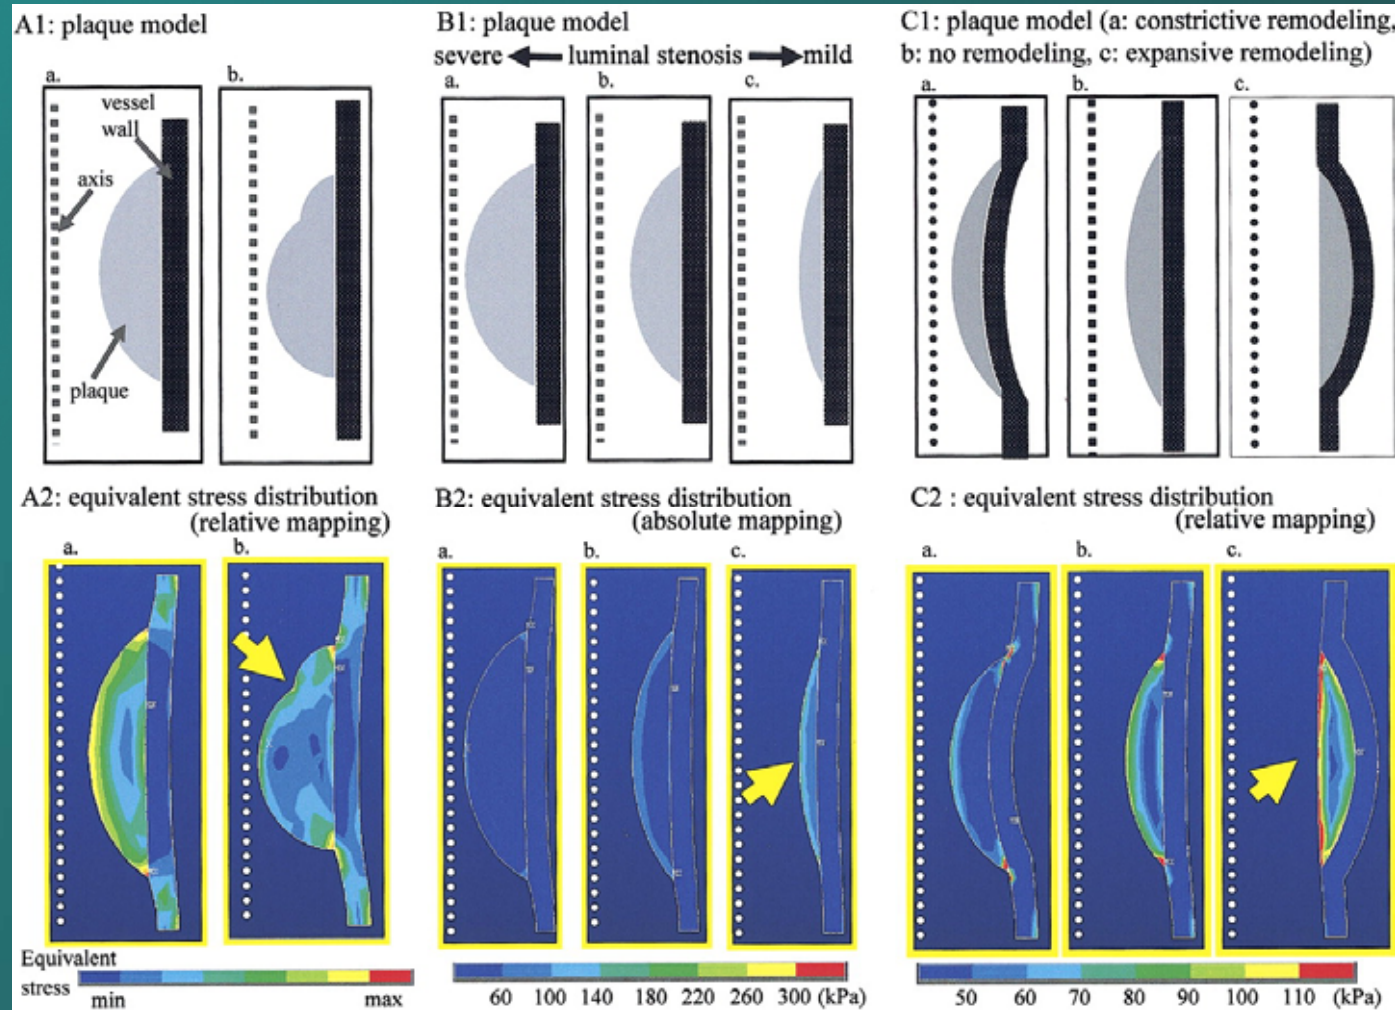 A1: plaque model
a.
b.
vessel
wall
axis
plaque
B1: plaque model
severe luminal stenosis mild
a.
b.
c.
C1: plaque model (a: constrictive remodeling,
b: no remodeling, c: expansive remodeling)
a.
b.
c.
A2: equivalent stress distribution
(relative mapping)
a.
b.
Equivalent
stress
min
max
B2: equivalent stress distribution
(absolute mapping)
a.
b.
c.
60 100 140 180 220 260 300 (kPa)
C2 : equivalent stress distribution
(relative mapping)
a.
b.
c.
50 60 70 80 90 100 110 (kPa)